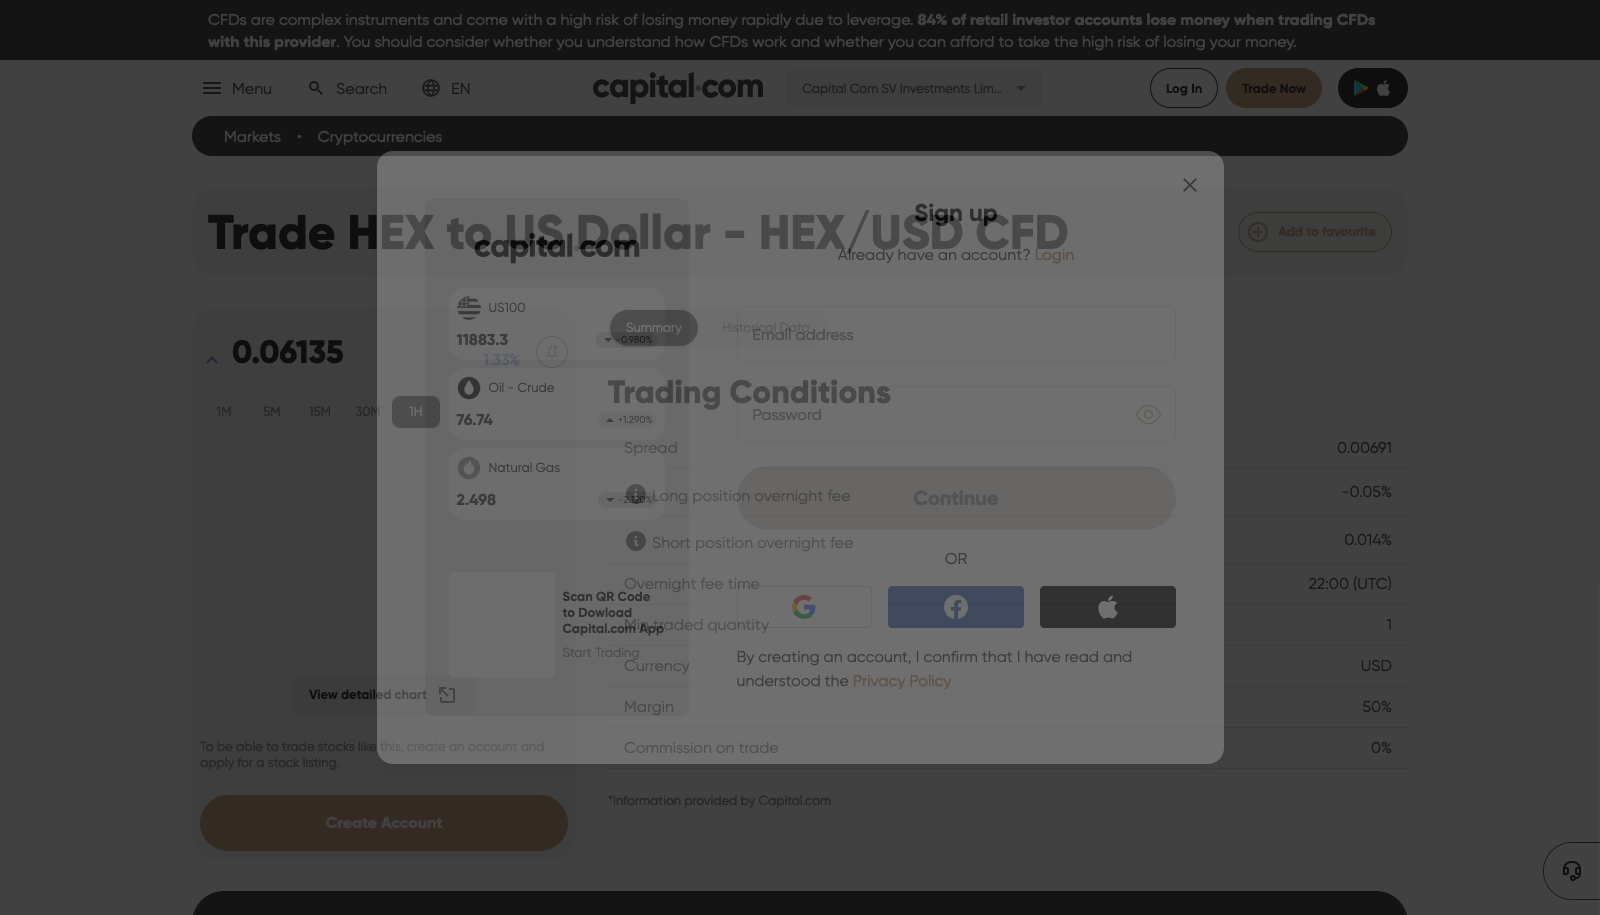 CFDs are complex instruments and come with a high risk of losing money rapidly due to leverage. 84% of retail investor accounts lose money when trading CFDs
with this provider. You should consider whether you understand how CFDs work and whether you can afford to take the high risk of losing your money.
Menu
Search
EN
capital.com
Capital Com SV Investments Lim...
Log In
Trade Now
Markets • Cryptocurrencies
Trade HEX to US Dollar - HEX/USD CFD
Add to favourite
0.06135
1.33%
1M 5M 15M 30M 1H
View detailed chart
To be able to trade stocks like this, create an account and
apply for a stock listing.
Create Account
Summary
Historical Data
Trading Conditions
Spread 0.00691
Long position overnight fee -0.05%
Short position overnight fee 0.014%
Overnight fee time 22:00 (UTC)
Min traded quantity 1
Currency USD
Margin 50%
Commission on trade 0%
*Information provided by Capital.com
capital.com
US100
11883.3 -0.980%
Oil - Crude
76.74 +1.290%
Natural Gas
2.498
Scan QR Code
to Dowload
Capital.com App
Start Trading
Sign up
Already have an account? Login
Email address
Password
Continue
OR
By creating an account, I confirm that I have read and
understood the Privacy Policy